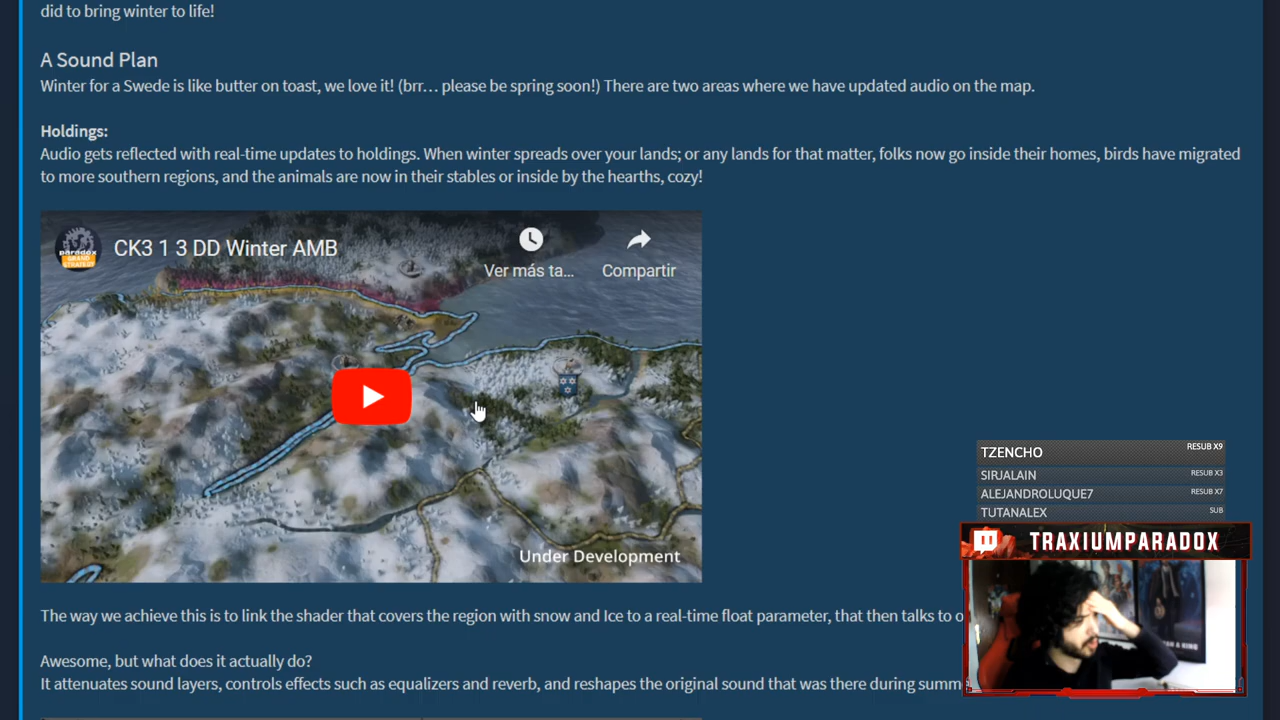 did to bring winter to life!
A Sound Plan
Winter for a Swede is like butter on toast, we love it! (brr… please be spring soon!) There are two areas where we have updated audio on the map.
Holdings:
Audio gets reflected with real-time updates to holdings. When winter spreads over your lands; or any lands for that matter, folks now go inside their homes, birds have migrated
to more southern regions, and the animals are now in their stables or inside by the hearths, cozy!
paradox
GRAND
STRATEGY
CK3 1 3 DD Winter AMB
Ver más ta...
Compartir
Under Development
TZENCHO RESUB X9
SIRJALAIN RESUB X3
ALEJANDROLUQUE7 RESUB X7
TUTANALEX SUB
TRAXIUMPARADOX
The way we achieve this is to link the shader that covers the region with snow and Ice to a real-time float parameter, that then talks to o
Awesome, but what does it actually do?
It attenuates sound layers, controls effects such as equalizers and reverb, and reshapes the original sound that was there during summ